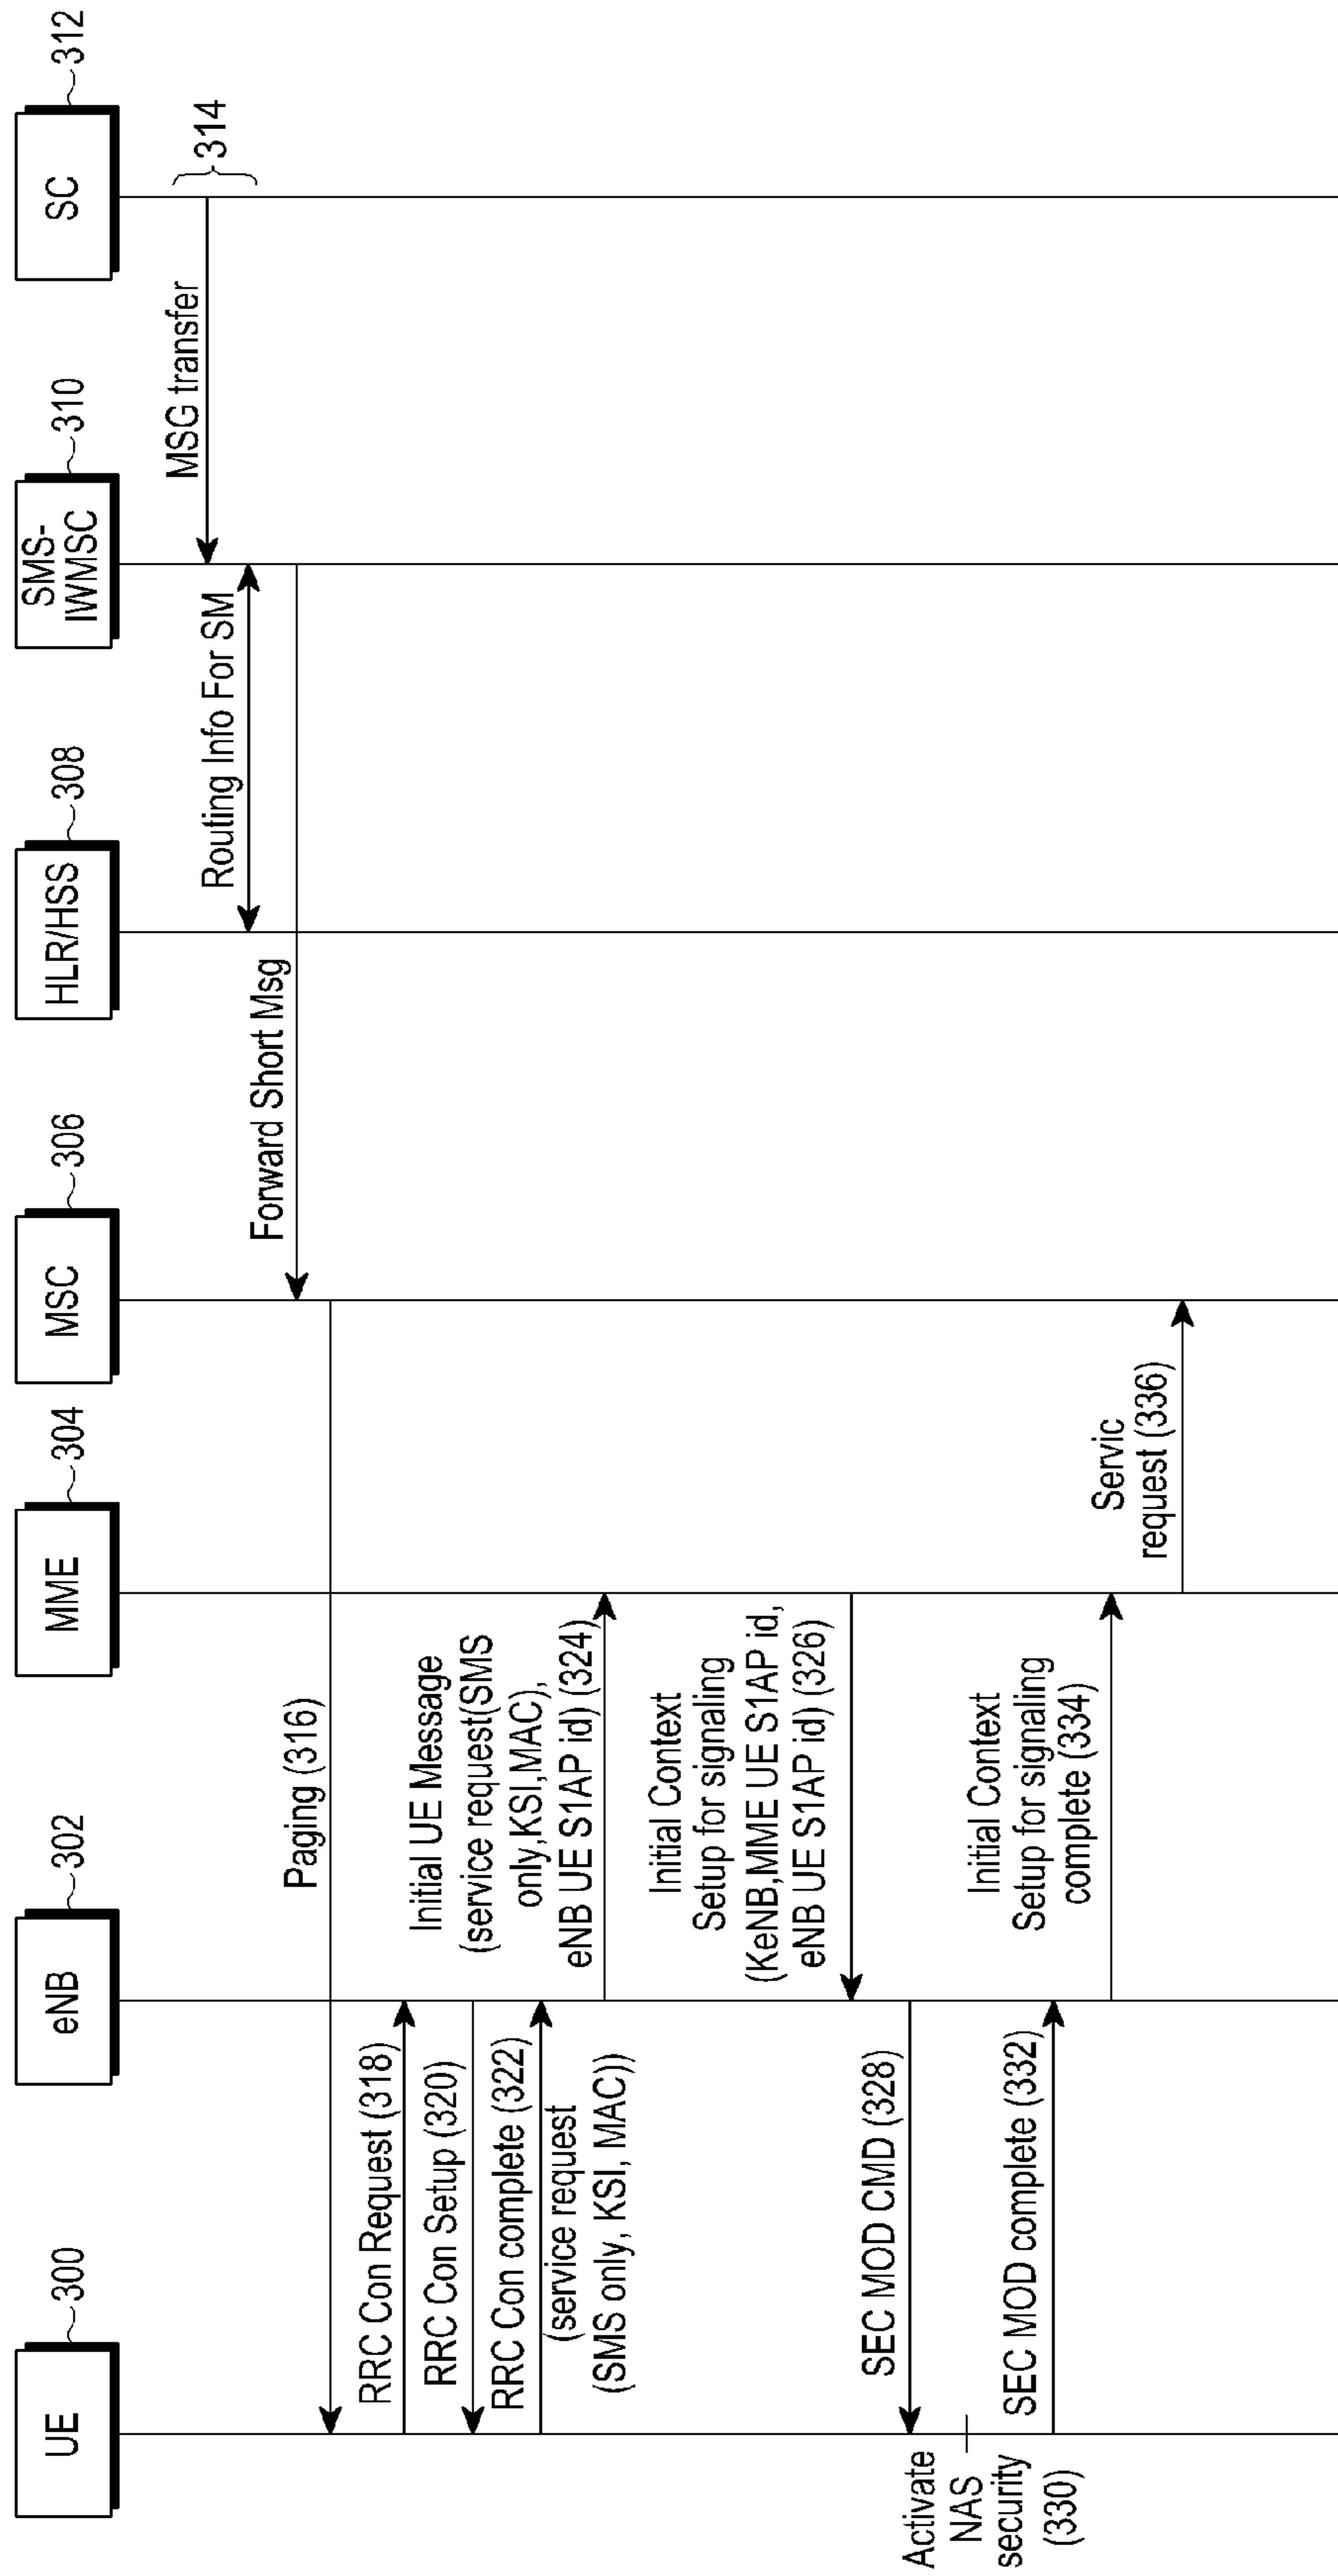 UE
300
eNB
302
MME
304
MSC
306
HLR/HSS
308
SMS-
IWMSC
310
SC
312
MSG transfer
314
Routing Info For SM
Forward Short Msg
Paging (316)
RRC Con Request (318)
RRC Con Setup (320)
RRC Con complete (322)
(service request
(SMS only, KSI, MAC))
Initial UE Message
(service request(SMS
only,KSI,MAC),
eNB UE S1AP id) (324)
Initial Context
Setup for signaling
(KeNB,MME UE S1AP id,
eNB UE S1AP id) (326)
SEC MOD CMD (328)
Activate
NAS
security
(330)
SEC MOD complete (332)
Initial Context
Setup for signaling
complete (334)
Servic
request (336)